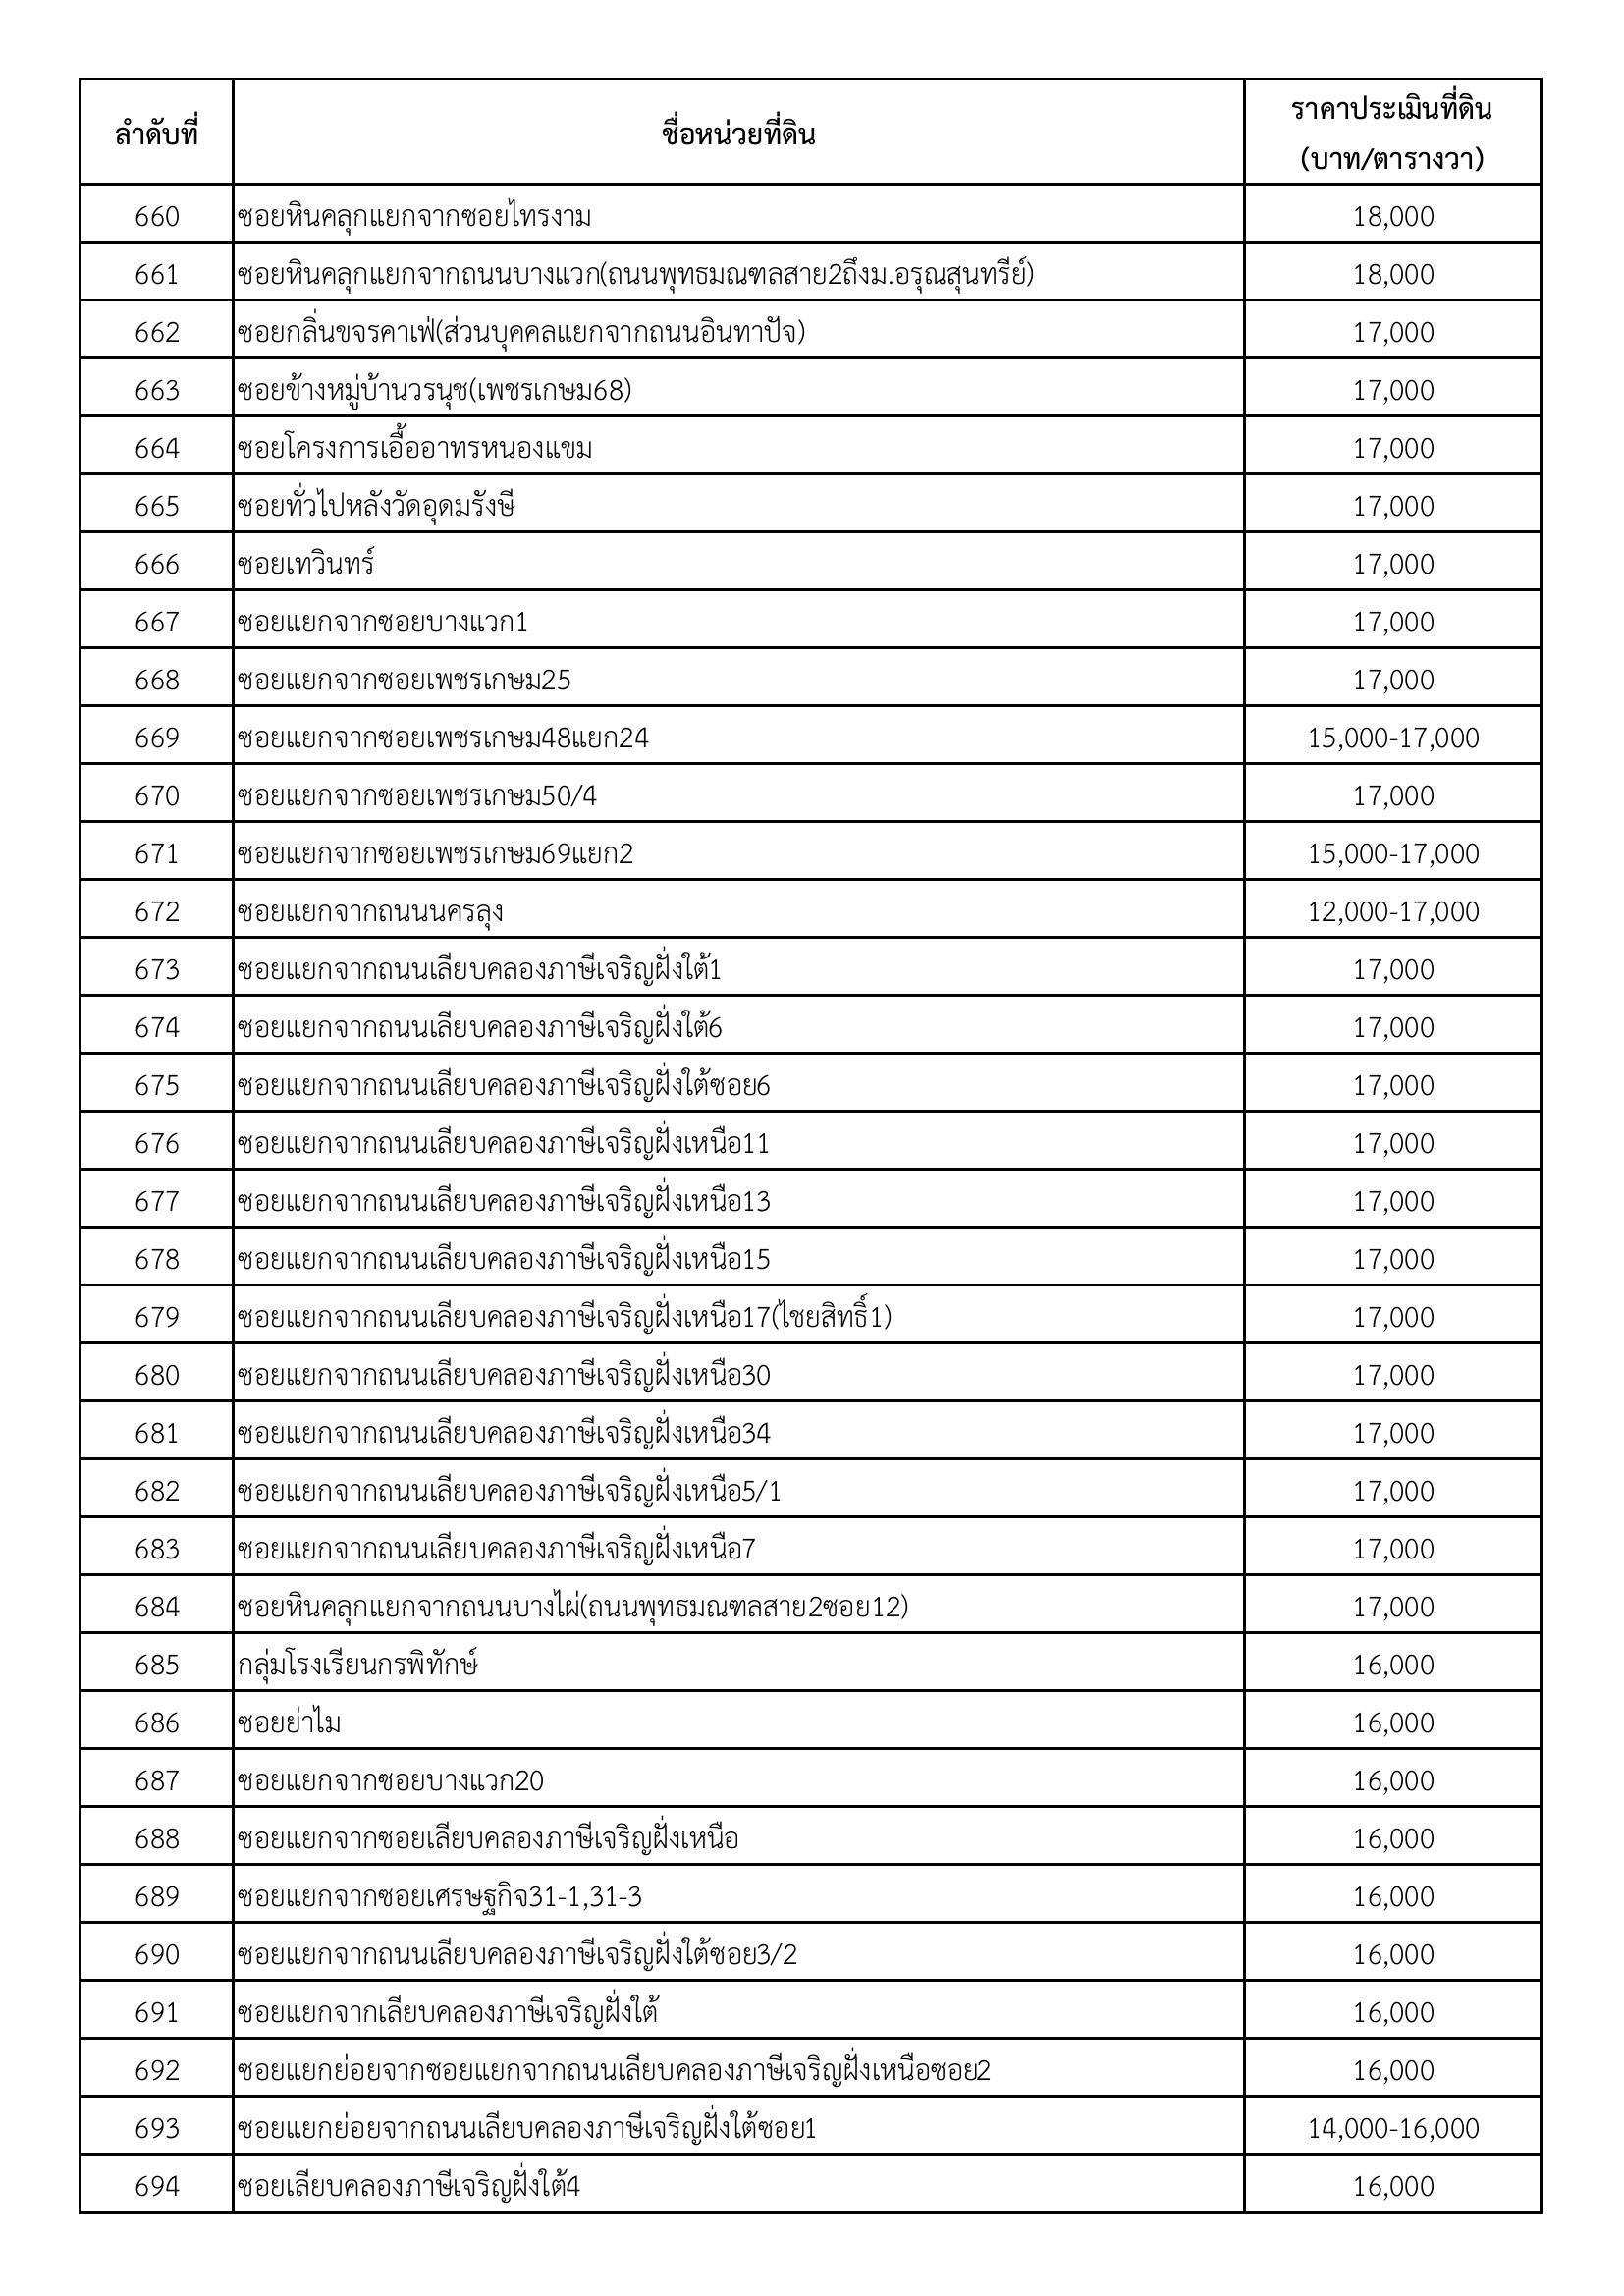 ลำดับที่ ชื่อหน่วยที่ดิน ราคาประเมินที่ดิน
(บาท/ตารางวา)
660 ซอยหินคลุกแยกจากซอยไทรงาม 18,000
661 ซอยหินคลุกแยกจากถนนบางแวก(ถนนพุทธมณฑลสาย2ถึงม.อรุณสุนทรีย์) 18,000
662 ซอยกลิ่นขจรคาเฟ่(ส่วนบุคคลแยกจากถนนอินทาปัจ) 17,000
663 ซอยข้างหมู่บ้านวรนุช(เพชรเกษม68) 17,000
664 ซอยโครงการเอื้ออาทรหนองแขม 17,000
665 ซอยทั่วไปหลังวัดอุดมรังษี 17,000
666 ซอยเทวินทร์ 17,000
667 ซอยแยกจากซอยบางแวก1 17,000
668 ซอยแยกจากซอยเพชรเกษม25 17,000
669 ซอยแยกจากซอยเพชรเกษม48แยก24 15,000-17,000
670 ซอยแยกจากซอยเพชรเกษม50/4 17,000
671 ซอยแยกจากซอยเพชรเกษม69แยก2 15,000-17,000
672 ซอยแยกจากถนนนครลุง 12,000-17,000
673 ซอยแยกจากถนนเลียบคลองภาษีเจริญฝั่งใต้1 17,000
674 ซอยแยกจากถนนเลียบคลองภาษีเจริญฝั่งใต้6 17,000
675 ซอยแยกจากถนนเลียบคลองภาษีเจริญฝั่งใต้ซอย6 17,000
676 ซอยแยกจากถนนเลียบคลองภาษีเจริญฝั่งเหนือ11 17,000
677 ซอยแยกจากถนนเลียบคลองภาษีเจริญฝั่งเหนือ13 17,000
678 ซอยแยกจากถนนเลียบคลองภาษีเจริญฝั่งเหนือ15 17,000
679 ซอยแยกจากถนนเลียบคลองภาษีเจริญฝั่งเหนือ17(ไชยสิทธิ์1) 17,000
680 ซอยแยกจากถนนเลียบคลองภาษีเจริญฝั่งเหนือ30 17,000
681 ซอยแยกจากถนนเลียบคลองภาษีเจริญฝั่งเหนือ34 17,000
682 ซอยแยกจากถนนเลียบคลองภาษีเจริญฝั่งเหนือ5/1 17,000
683 ซอยแยกจากถนนเลียบคลองภาษีเจริญฝั่งเหนือ7 17,000
684 ซอยหินคลุกแยกจากถนนบางไผ่(ถนนพุทธมณฑลสาย2ซอย12) 17,000
685 กลุ่มโรงเรียนกรพิทักษ์ 16,000
686 ซอยย่าไม 16,000
687 ซอยแยกจากซอยบางแวก20 16,000
688 ซอยแยกจากซอยเลียบคลองภาษีเจริญฝั่งเหนือ 16,000
689 ซอยแยกจากซอยเศรษฐกิจ31-1,31-3 16,000
690 ซอยแยกจากถนนเลียบคลองภาษีเจริญฝั่งใต้ซอย3/2 16,000
691 ซอยแยกจากเลียบคลองภาษีเจริญฝั่งใต้ 16,000
692 ซอยแยกย่อยจากซอยแยกจากถนนเลียบคลองภาษีเจริญฝั่งเหนือซอย2 16,000
693 ซอยแยกย่อยจากถนนเลียบคลองภาษีเจริญฝั่งใต้ซอย1 14,000-16,000
694 ซอยเลียบคลองภาษีเจริญฝั่งใต้4 16,000